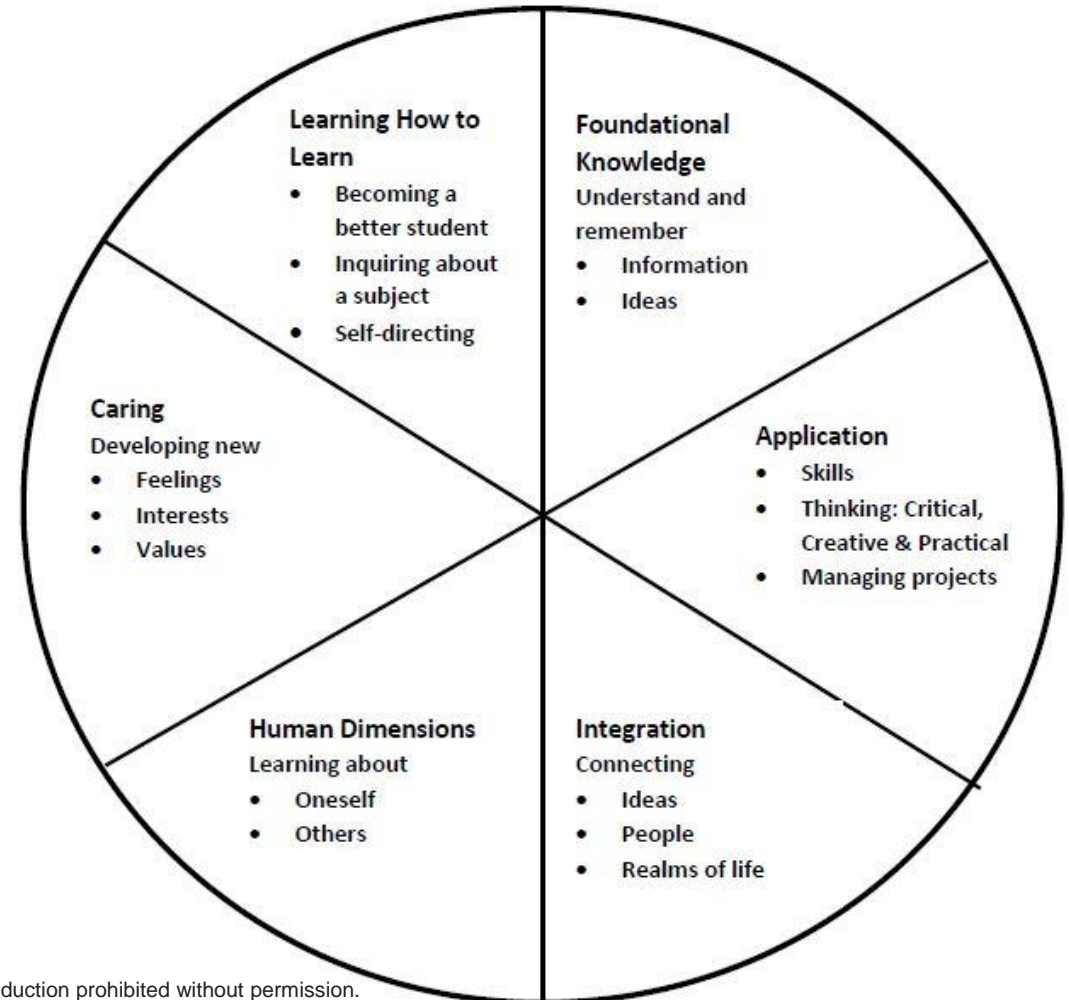 Learning How to
Learn
• Becoming a
better student
• Inquiring about
a subject
• Self-directing
Foundational
Knowledge
Understand and
remember
• Information
• Ideas
Caring
Developing new
• Feelings
• Interests
• Values
Application
• Skills
• Thinking: Critical,
Creative & Practical
• Managing projects
Human Dimensions
Learning about
• Oneself
• Others
Integration
Connecting
• Ideas
• People
• Realms of life
duction prohibited without permission.